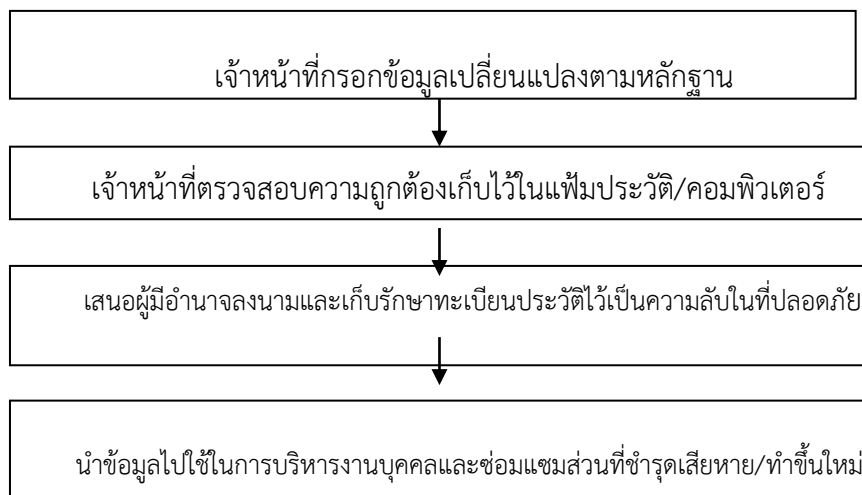 เจ้าหน้าที่กรอกข้อมูลเปลี่ยนแปลงตามหลักฐาน
เจ้าหน้าที่ตรวจสอบความถูกต้องเก็บไว้ในแฟ้มประวัติ/คอมพิวเตอร์
เสนอผู้มีอำนาจลงนามและเก็บรักษาทะเบียนประวัติไว้เป็นความลับในที่ปลอดภัย
นำข้อมูลไปใช้ในการบริหารงานบุคคลและซ่อมแซมส่วนที่ชำรุดเสียหาย/ทำขึ้นใหม่